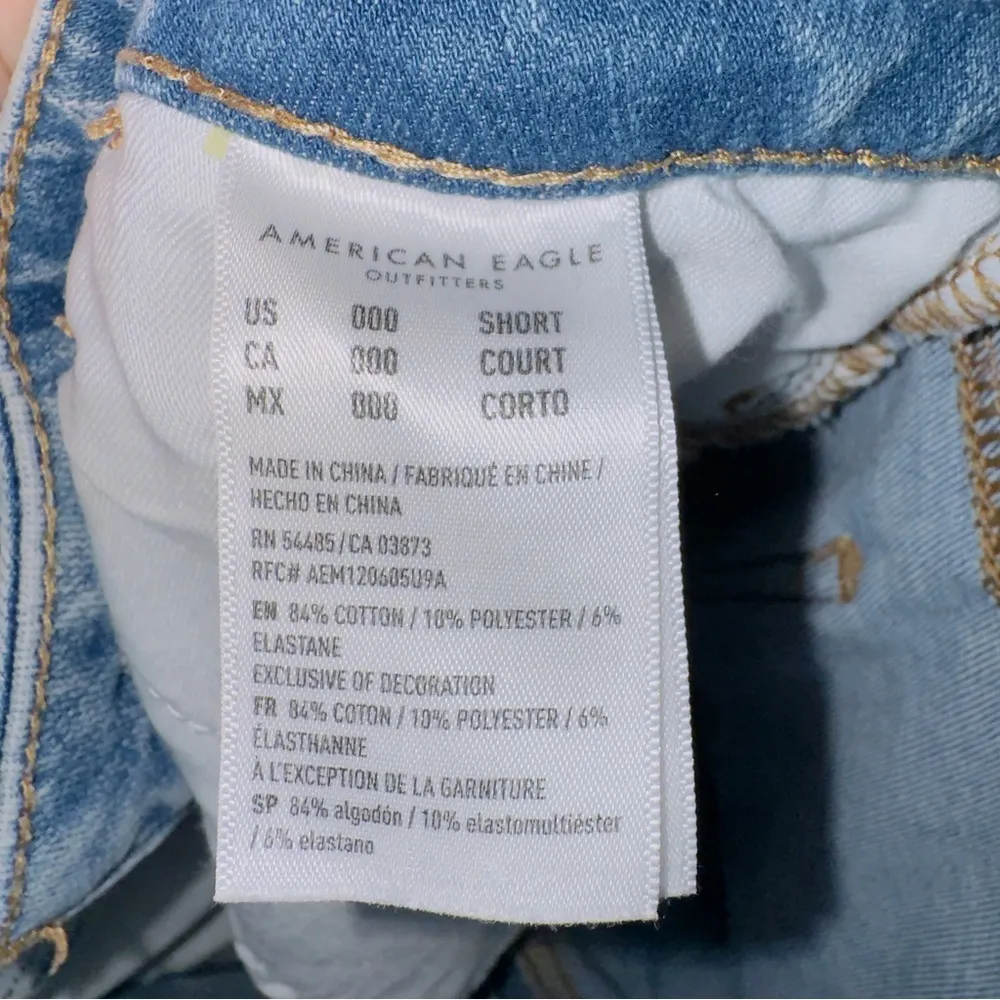 AMERICAN EAGLE
OUTFITTERS
US 000 SHORT
CA 000 COURT
MX 000 CORTO
MADE IN CHINA / FABRIQUÉ EN CHINE /
HECHO EN CHINA
RN 54485 / CA 03873
RFC# AEM120605U9A
EN 84% COTTON / 10% POLYESTER / 6%
ELASTANE
EXCLUSIVE OF DECORATION
FR 84% COTON / 10% POLYESTER / 6%
ÉLASTHANNE
À L'EXCEPTION DE LA GARNITURE
SP 84% algodón / 10% elastomultiéster
/ 6% elastano